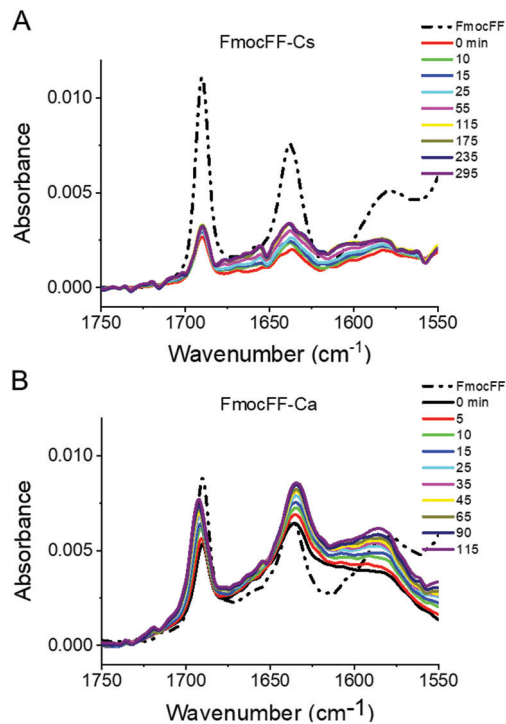 A
FmocFF-Cs
FmocFF
0 min
10
15
25
55
115
175
235
295
0.010
0.005
0.000
Absorbance
1750 1700 1650 1600 1550
Wavenumber (cm⁻¹)
B
FmocFF-Ca
FmocFF
0 min
5
10
15
25
35
45
65
90
115
0.010
0.005
0.000
Absorbance
1750 1700 1650 1600 1550
Wavenumber (cm⁻¹)